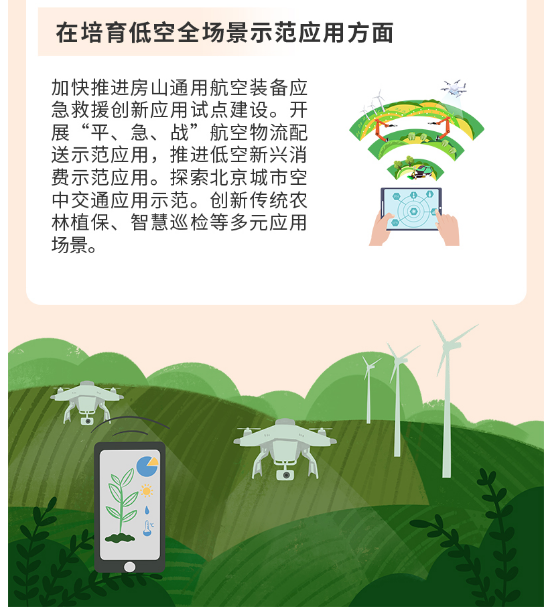 在培育低空全场景示范应用方面
加快推进房山通用航空装备应
急救援创新应用试点建设。开
展“平、急、战”航空物流配
送示范应用，推进低空新兴消
费示范应用。探索北京城市空
中交通应用示范。创新传统农
林植保、智慧巡检等多元应用
场景。